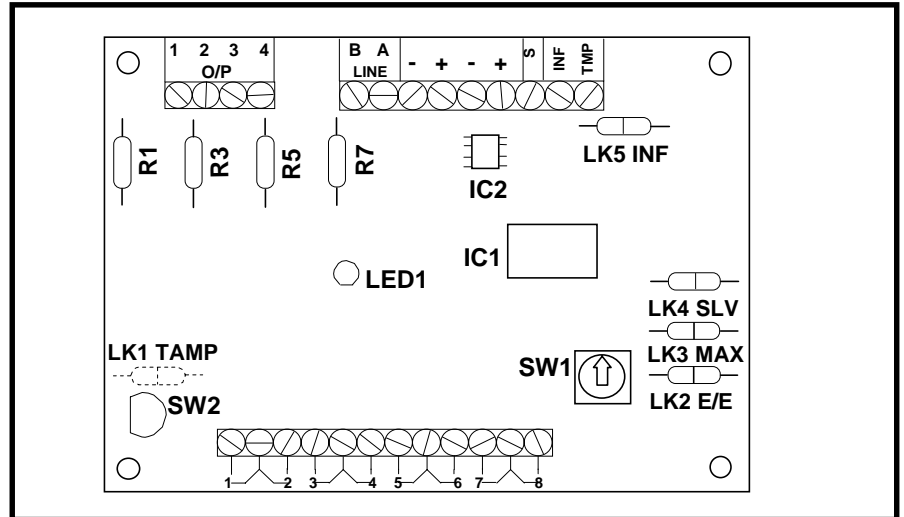 1 2 3 4
O/P
B A - + - + S INF TMP
LINE
R1 R3 R5 R7
IC2
LK5 INF
IC1
LED1
LK4 SLV
LK1 TAMP
SW1
LK3 MAX
SW2
LK2 E/E
1 2 3 4 5 6 7 8